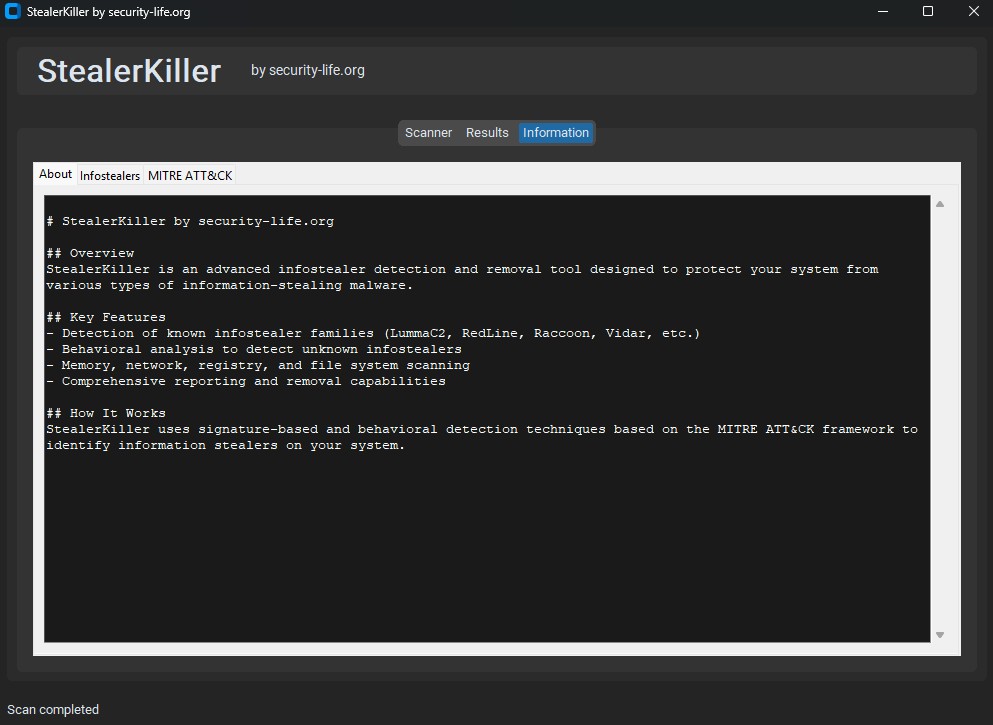 StealerKiller by security-life.org
StealerKiller by security-life.org
Scanner Results Information
About Infostealers MITRE ATT&CK
# StealerKiller by security-life.org
## Overview
StealerKiller is an advanced infostealer detection and removal tool designed to protect your system from
various types of information-stealing malware.
## Key Features
- Detection of known infostealer families (LummaC2, RedLine, Raccoon, Vidar, etc.)
- Behavioral analysis to detect unknown infostealers
- Memory, network, registry, and file system scanning
- Comprehensive reporting and removal capabilities
## How It Works
StealerKiller uses signature-based and behavioral detection techniques based on the MITRE ATT&CK framework to
identify information stealers on your system.
Scan completed